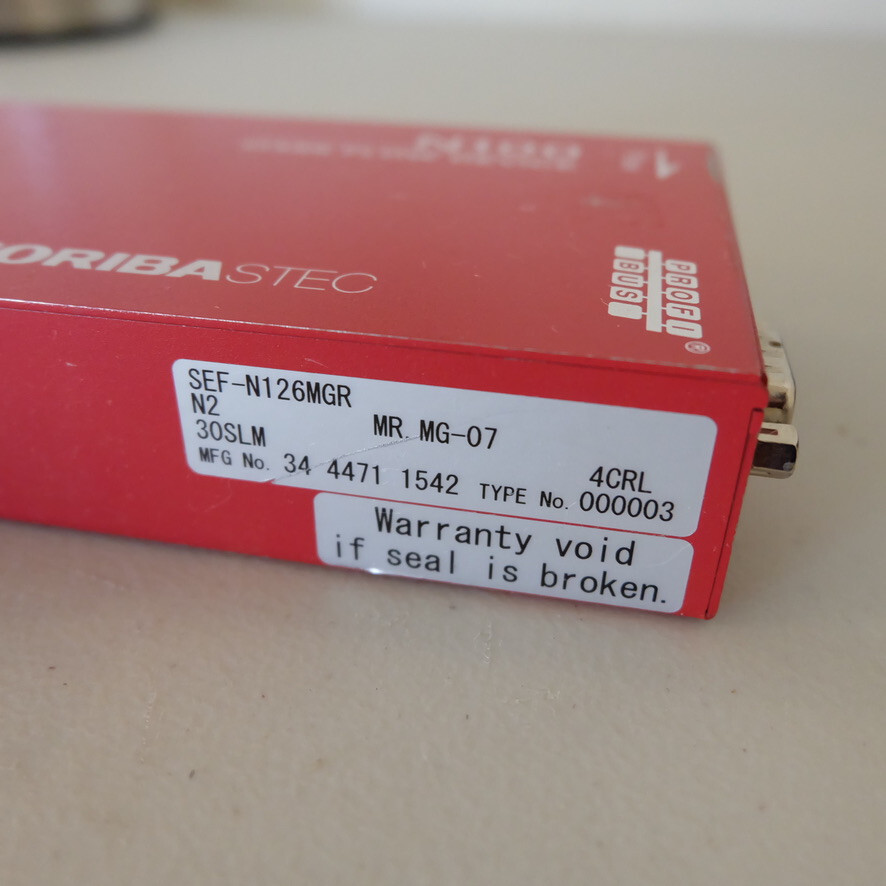 N100
ORIBASTEC
PROFI
BUS
®
SEF-N126MGR
N2
MR. MG-07
30SLM
4CRL
MFG No. 34 4471 1542 TYPE No. 000003
Warranty void
if seal is broken.